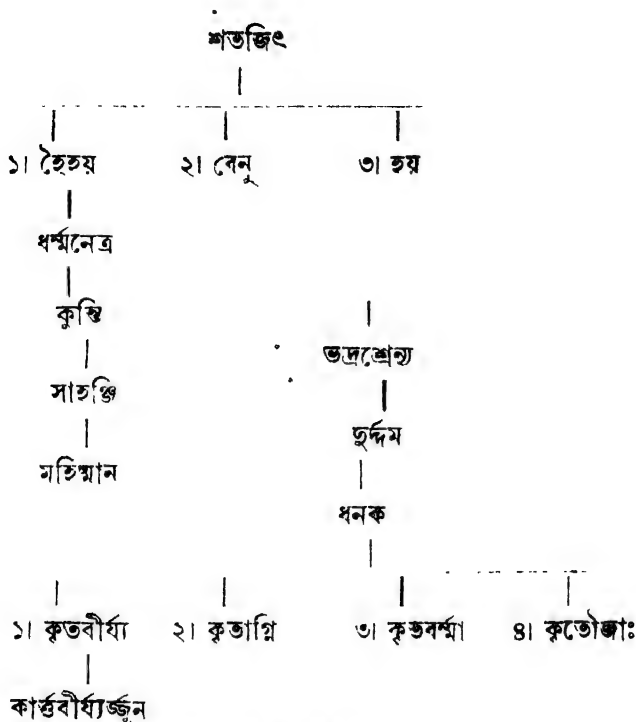 শতজিৎ
১। হৈহয় ২। বেনু ৩। হয়
ধর্ম্মনেত্র
কুন্তি
ভদ্রশ্রেন্য
সাহঞ্জি
দুর্দ্দম
মহিষ্মান
ধনক
১। কৃতবীর্য্য ২। কৃতাগ্নি ৩। কৃতবর্ম্মা ৪। কৃতৌজাঃ
কার্ত্তবীর্য্যর্জ্জুন